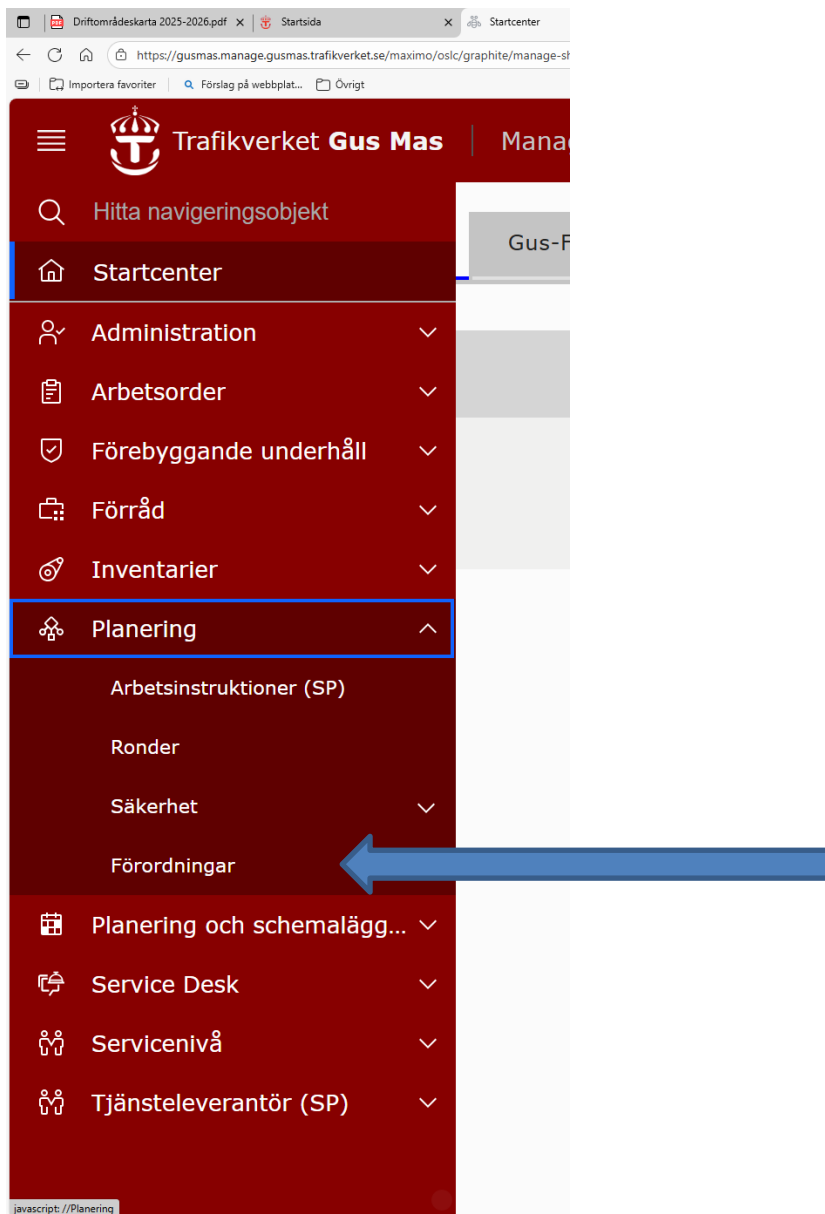 Driftområdeskarta 2025-2026.pdf
Startsida
Startcenter
https://gusmas.manage.gusmas.trafikverket.se/maximo/oslc/graphite/manage-sh
Importera favoriter
Förslag på webbplat...
Övrigt
Trafikverket Gus Mas
Mana
Hitta navigeringsobjekt
Gus-F
Startcenter
Administration
Arbetsorder
Förebyggande underhåll
Förråd
Inventarier
Planering
Arbetsinstruktioner (SP)
Ronder
Säkerhet
Förordningar
Planering och schemalägg...
Service Desk
Servicenivå
Tjänsteleverantör (SP)
javascript: //Planering